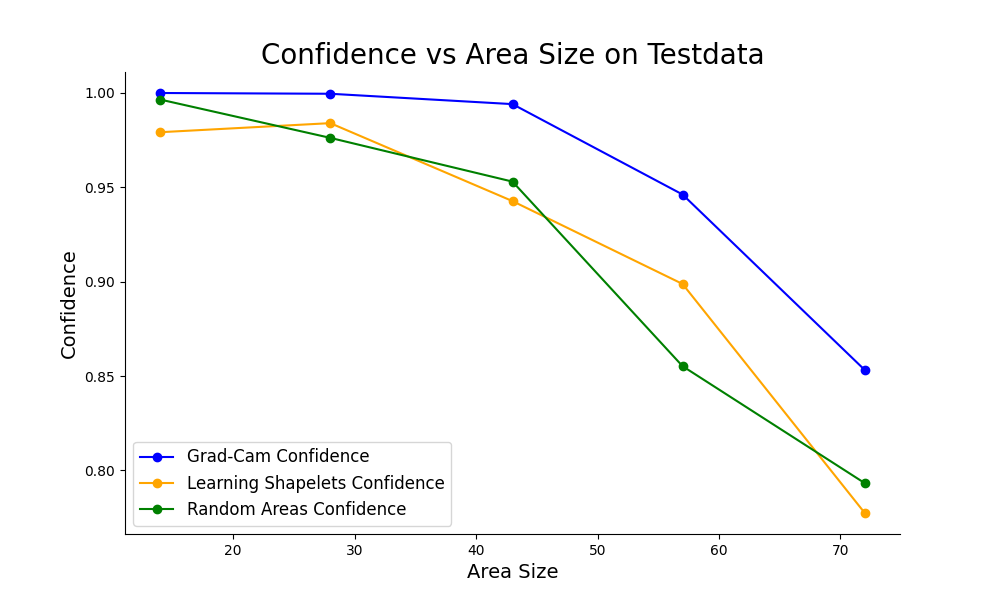 Confidence vs Area Size on Testdata
1.00
0.95
0.90
0.85
0.80
Confidence
Grad-Cam Confidence
Learning Shapelets Confidence
Random Areas Confidence
20 30 40 50 60 70
Area Size